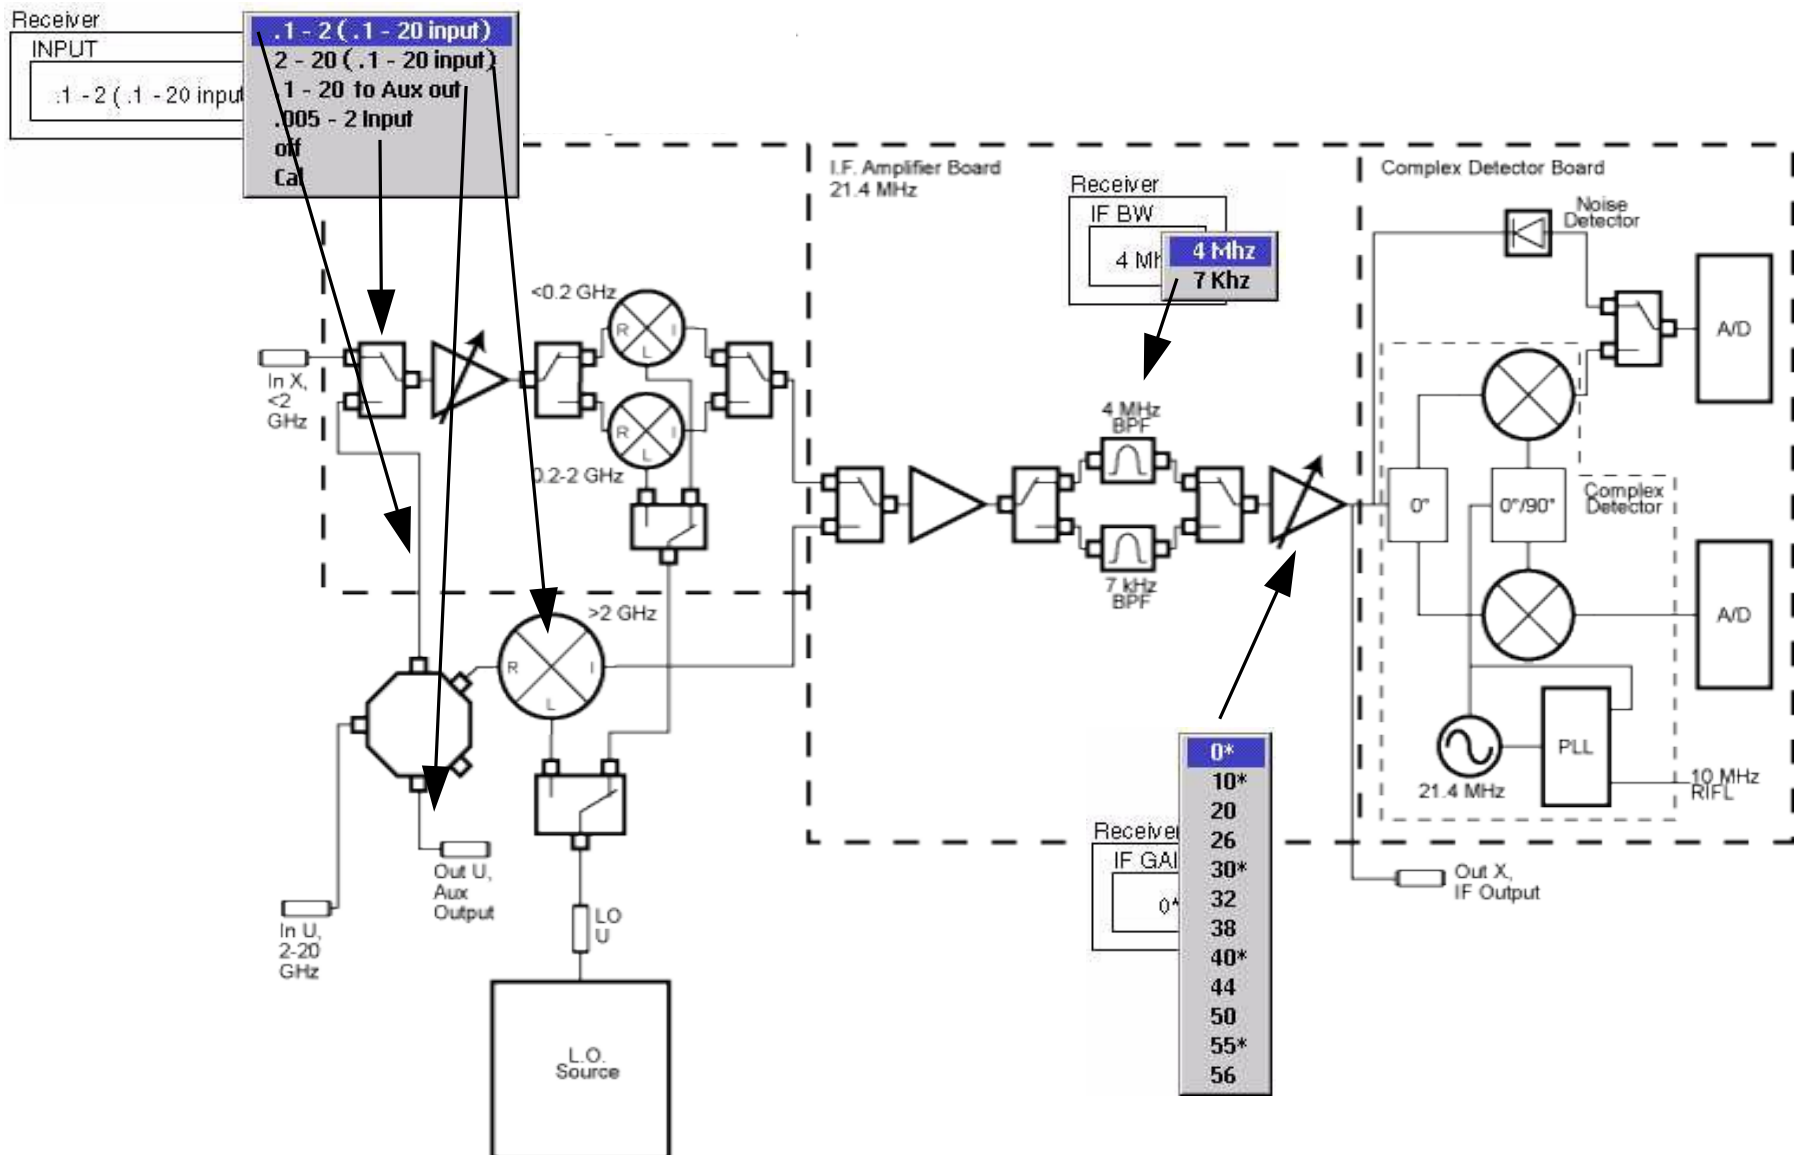 Receiver
INPUT
.1 - 2 ( .1 - 20 input
.1 - 2 ( .1 - 20 input)
2 - 20 ( .1 - 20 input)
.1 - 20 to Aux out
.005 - 2 Input
off
Cal
I.F. Amplifier Board
21.4 MHz
Complex Detector Board
Receiver
IF BW
4 Mh
4 Mhz
7 Khz
Noise
Detector
A/D
<0.2 GHz
R
I
L
In X,
<2
GHz
R
I
L
0.2-2 GHz
4 MHz
BPF
7 kHz
BPF
0°
0°/90°
Complex
Detector
A/D
>2 GHz
R
I
L
PLL
21.4 MHz
10 MHz
RIFL
Out U,
Aux
Output
In U,
2-20
GHz
LO
U
L.O.
Source
Receiver
IF GAI
0*
0*
10*
20
26
30*
32
38
40*
44
50
55*
56
Out X,
IF Output